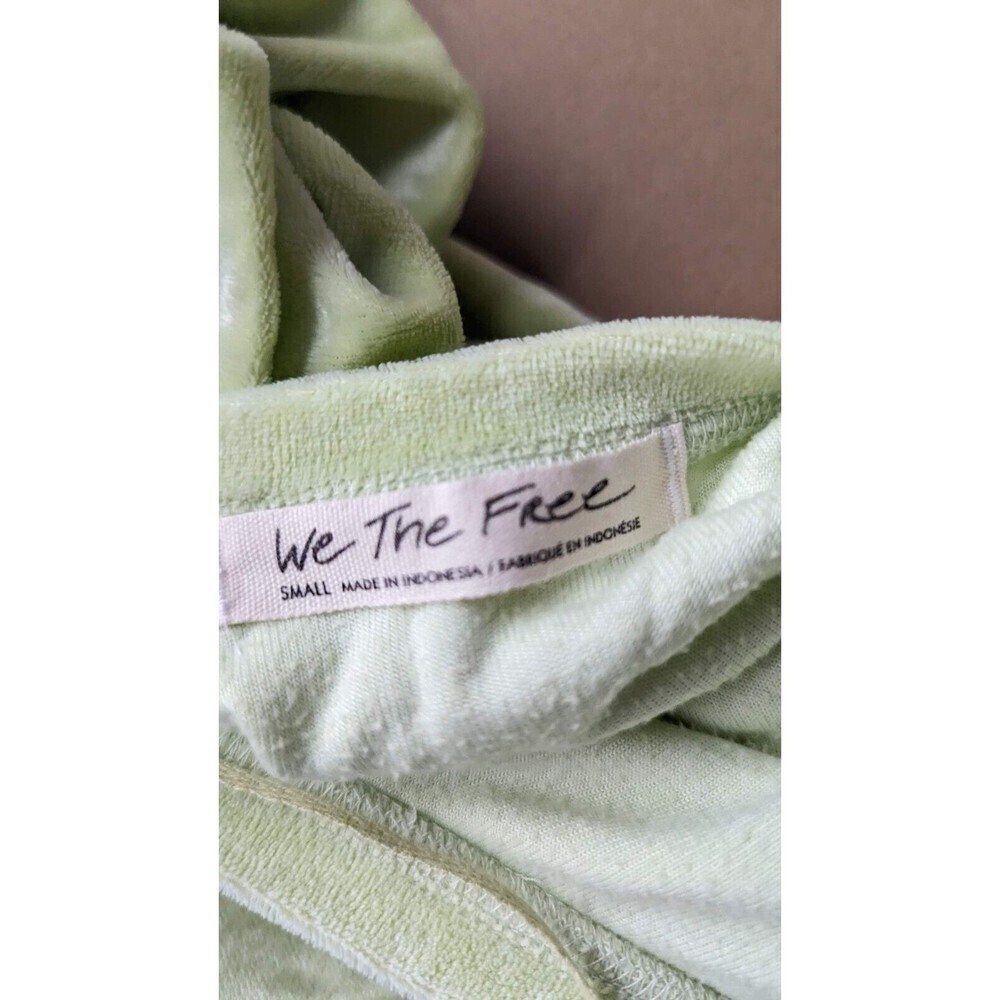 We The Free
SMALL MADE IN INDONESIA / FABRIQUÉ EN INDONÉSIE